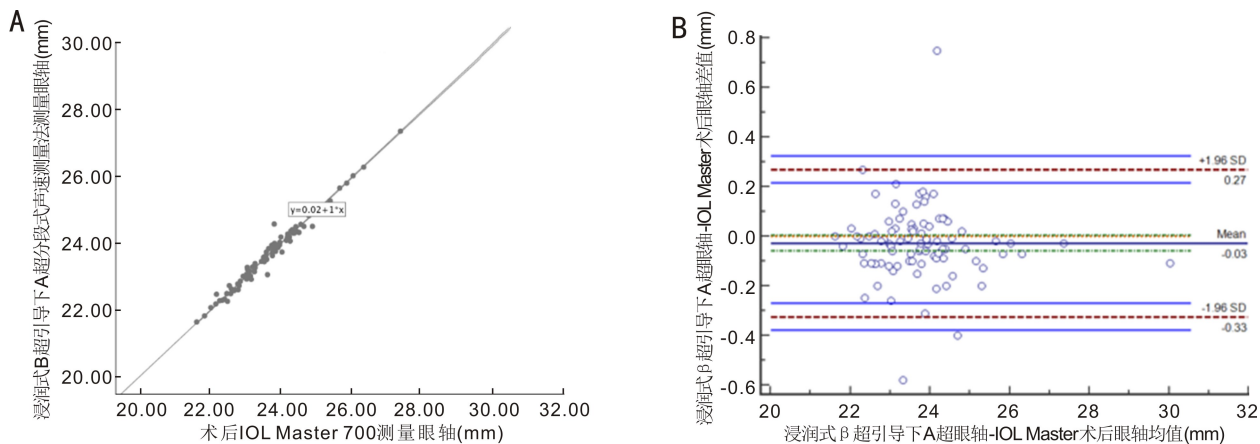 A
浸润式B超引导下A超分段式声速测量法测量眼轴(mm)
30.00
28.00
26.00
24.00
22.00
20.00
y=0.02+1*x
20.00 22.00 24.00 26.00 28.00 30.00 32.00
术后IOL Master 700测量眼轴(mm)
B
浸润式β超引导下A超眼轴-IOL Master术后眼轴差值(mm)
0.8
0.6
0.4
0.2
0.0
-0.2
-0.4
-0.6
+1.96 SD
0.27
Mean
-0.03
-1.96 SD
-0.33
20 22 24 26 28 30 32
浸润式β超引导下A超眼轴-IOL Master术后眼轴均值(mm)